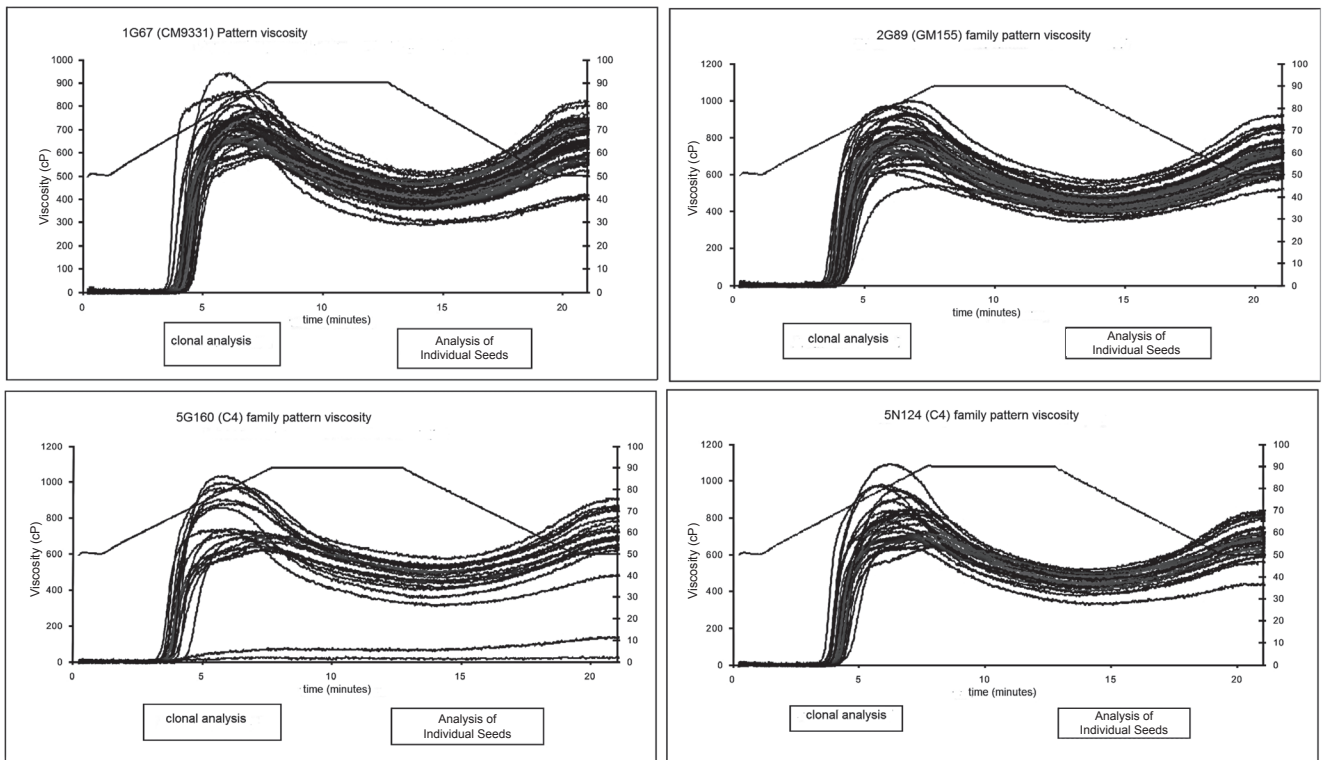 1G67 (CM9331) Pattern viscosity
1000
900
800
700
600
500
400
300
200
100
0
100
90
80
70
60
50
40
30
20
10
0
Viscosity (cP)
0 5 10 15 20
time (minutes)
clonal analysis
Analysis of
Individual Seeds
2G89 (GM155) family pattern viscosity
1200
1000
800
600
400
200
0
100
90
80
70
60
50
40
30
20
10
0
Viscosity (cP)
0 5 10 15 20
time (minutes)
clonal analysis
Analysis of
Individual Seeds
5G160 (C4) family pattern viscosity
1200
1000
800
600
400
200
0
100
90
80
70
60
50
40
30
20
10
0
Viscosity (cP)
0 5 10 15 20
time (minutes)
clonal analysis
Analysis of
Individual Seeds
5N124 (C4) family pattern viscosity
1200
1000
800
600
400
200
0
100
90
80
70
60
50
40
30
20
10
0
Viscosity (cP)
0 5 10 15 20
time (minutes)
clonal analysis
Analysis of
Individual Seeds